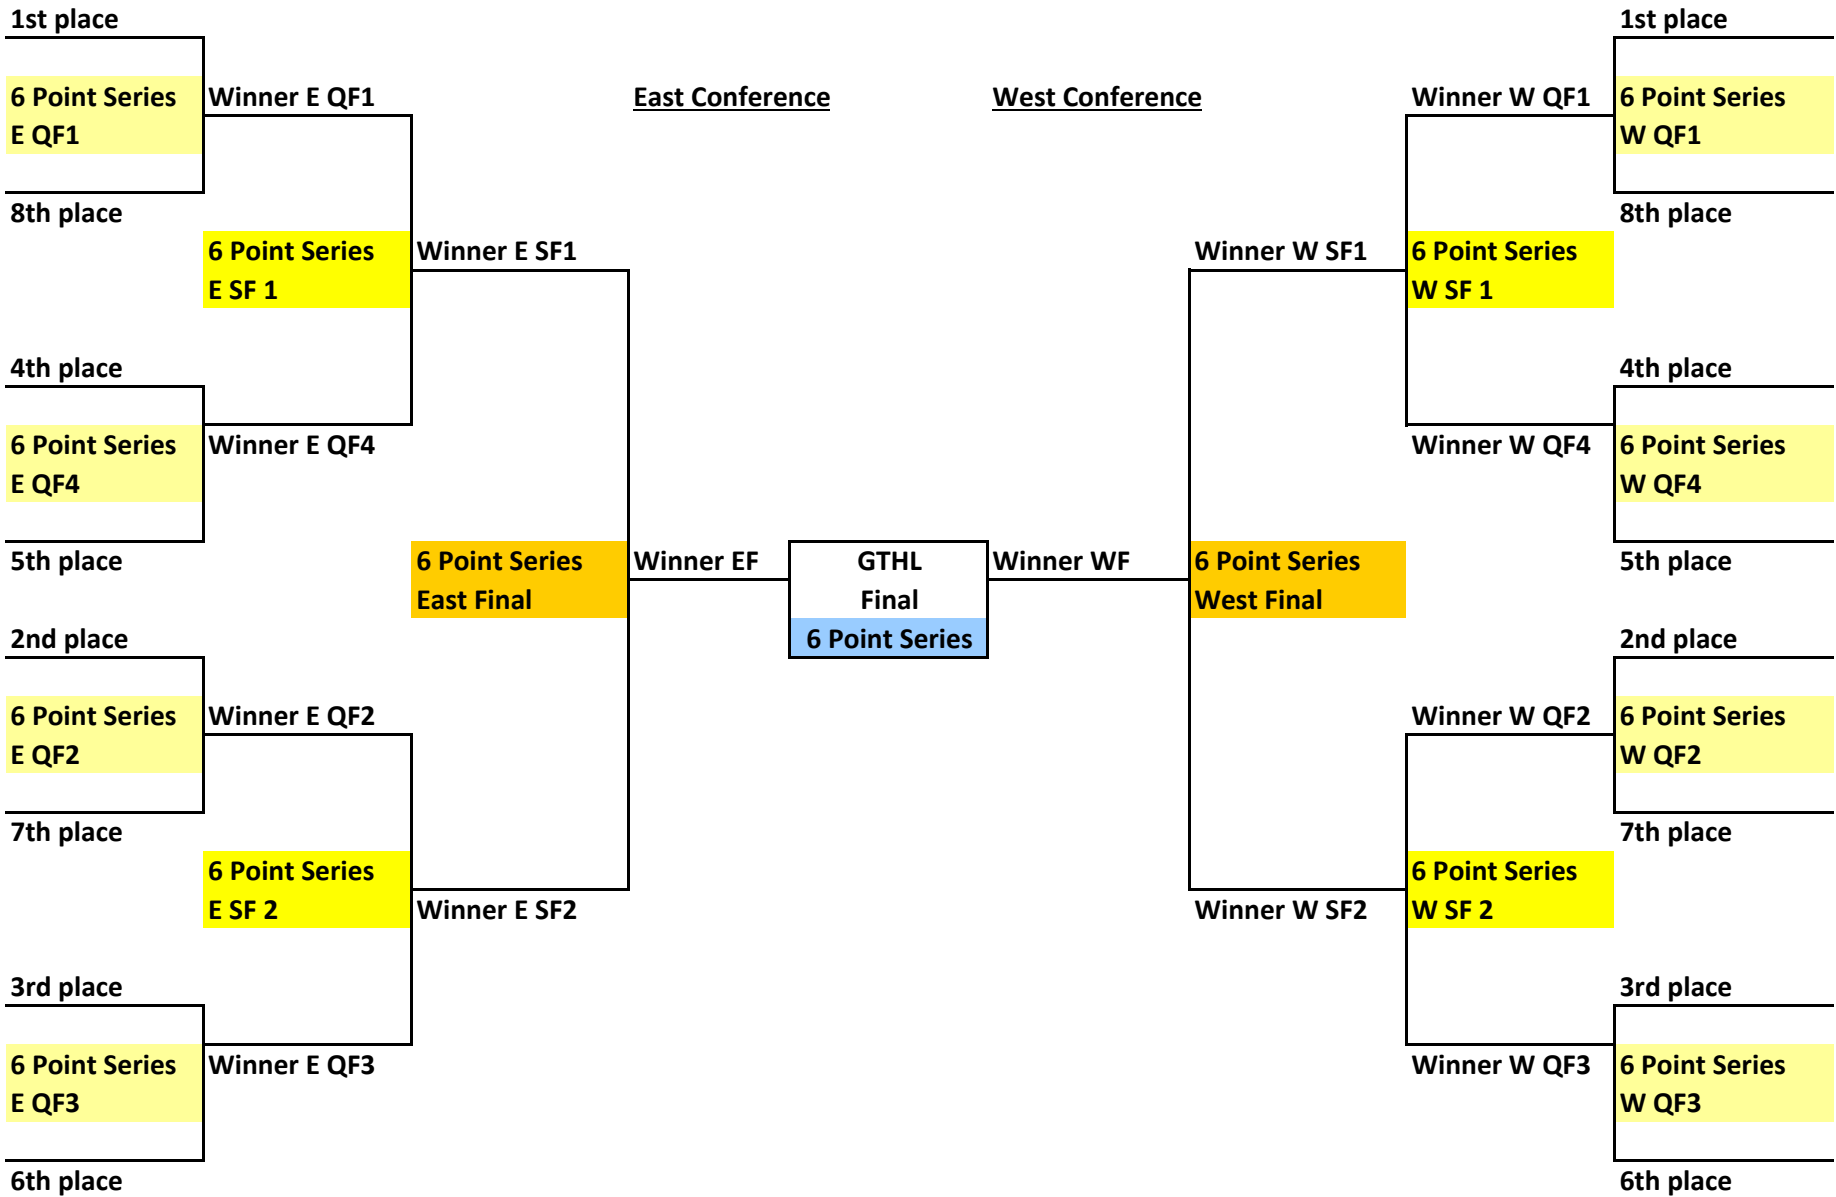 1st place
1st place
6 Point Series
E QF1
Winner E QF1
East Conference
West Conference
Winner W QF1
6 Point Series
W QF1
8th place
8th place
6 Point Series
E SF 1
Winner E SF1
Winner W SF1
6 Point Series
W SF 1
4th place
4th place
6 Point Series
E QF4
Winner E QF4
Winner W QF4
6 Point Series
W QF4
5th place
6 Point Series
East Final
Winner EF
GTHL
Final
6 Point Series
Winner WF
6 Point Series
West Final
5th place
2nd place
2nd place
6 Point Series
E QF2
Winner E QF2
Winner W QF2
6 Point Series
W QF2
7th place
7th place
6 Point Series
E SF 2
Winner E SF2
Winner W SF2
6 Point Series
W SF 2
3rd place
3rd place
6 Point Series
E QF3
Winner E QF3
Winner W QF3
6 Point Series
W QF3
6th place
6th place